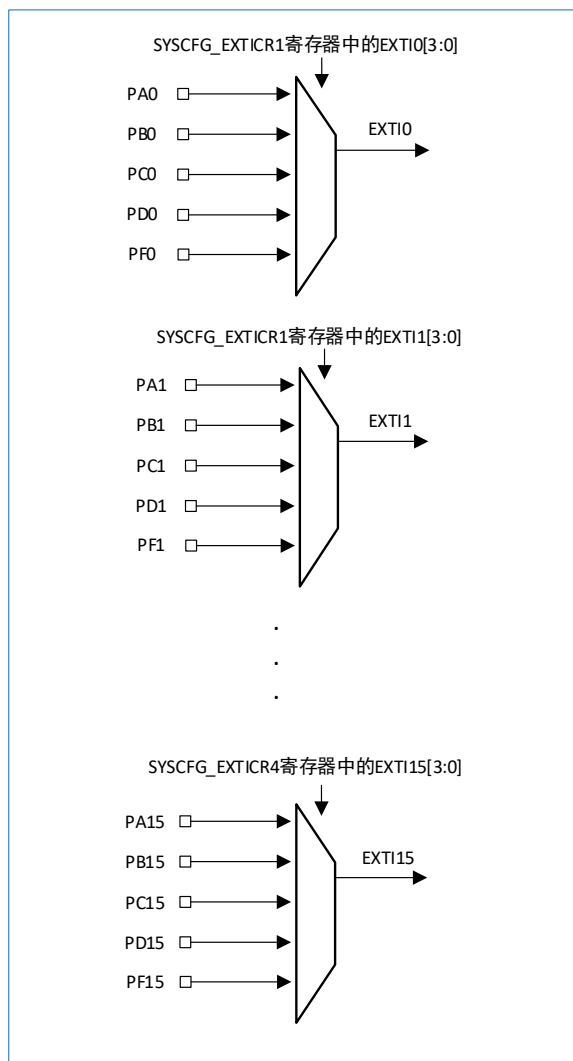 SYSCFG_EXTICR1寄存器中的EXTI0[3:0]
PA0
PB0
EXTI0
PC0
PD0
PF0
SYSCFG_EXTICR1寄存器中的EXTI1[3:0]
PA1
PB1
EXTI1
PC1
PD1
PF1
.
.
.
SYSCFG_EXTICR4寄存器中的EXTI15[3:0]
PA15
PB15
EXTI15
PC15
PD15
PF15